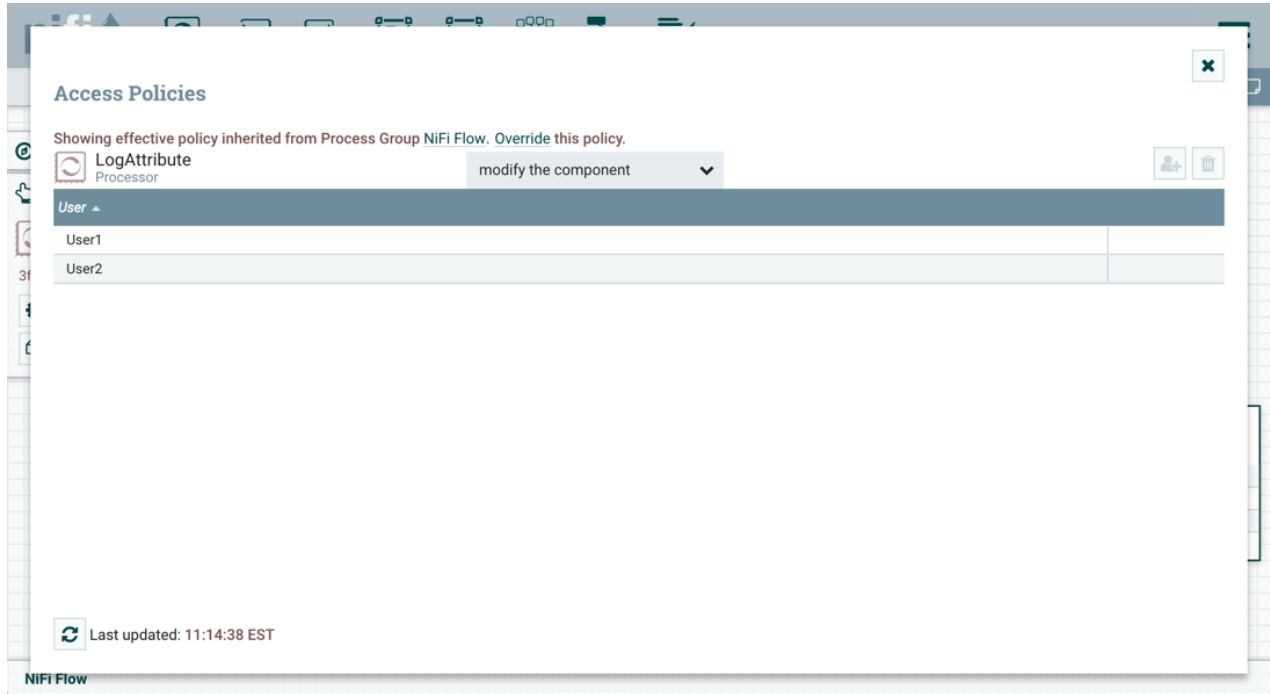 Access Policies
Showing effective policy inherited from Process Group NiFi Flow. Override this policy.
LogAttribute
Processor
modify the component
User
User1
User2
Last updated: 11:14:38 EST
NiFi Flow